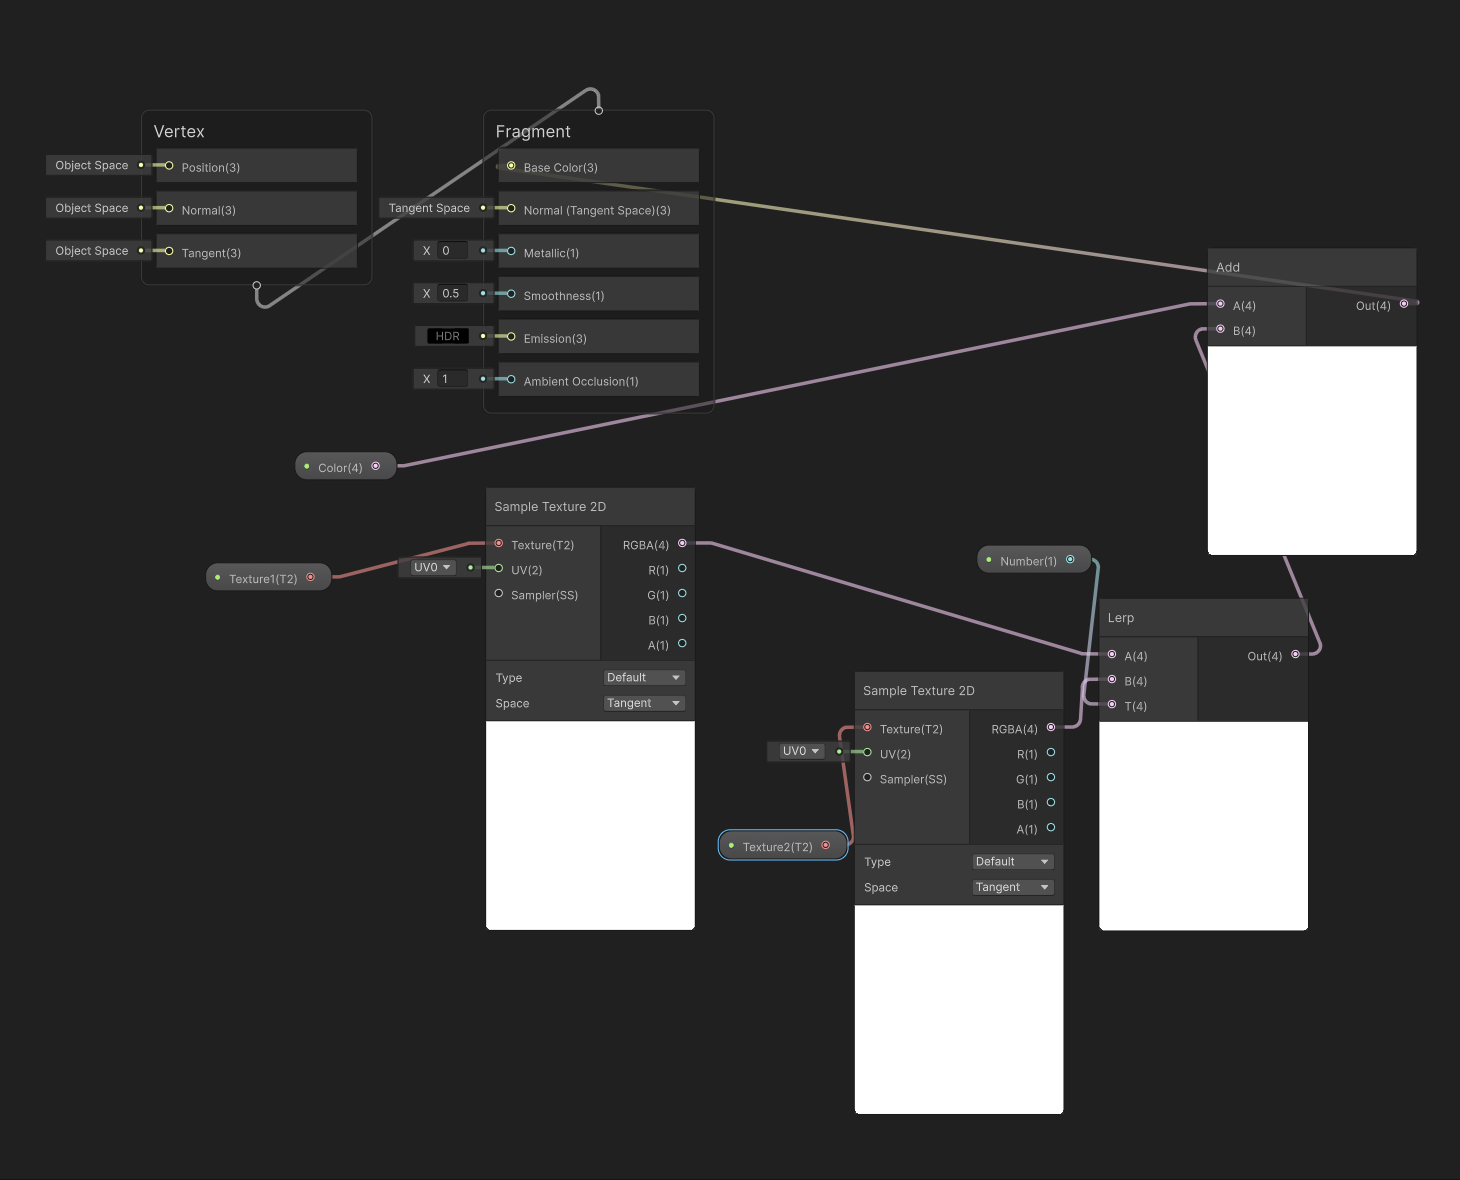 Vertex
Object Space
Position(3)
Object Space
Normal(3)
Object Space
Tangent(3)
Fragment
Base Color(3)
Tangent Space
Normal (Tangent Space)(3)
X 0
Metallic(1)
X 0.5
Smoothness(1)
HDR
Emission(3)
X 1
Ambient Occlusion(1)
Add
A(4)
Out(4)
B(4)
Color(4)
Sample Texture 2D
Texture(T2)
RGBA(4)
UV0
UV(2)
R(1)
Sampler(SS)
G(1)
B(1)
A(1)
Type
Default
Space
Tangent
Texture1(T2)
Number(1)
Lerp
A(4)
Out(4)
B(4)
T(4)
Sample Texture 2D
Texture(T2)
RGBA(4)
UV0
UV(2)
R(1)
Sampler(SS)
G(1)
B(1)
A(1)
Type
Default
Space
Tangent
Texture2(T2)